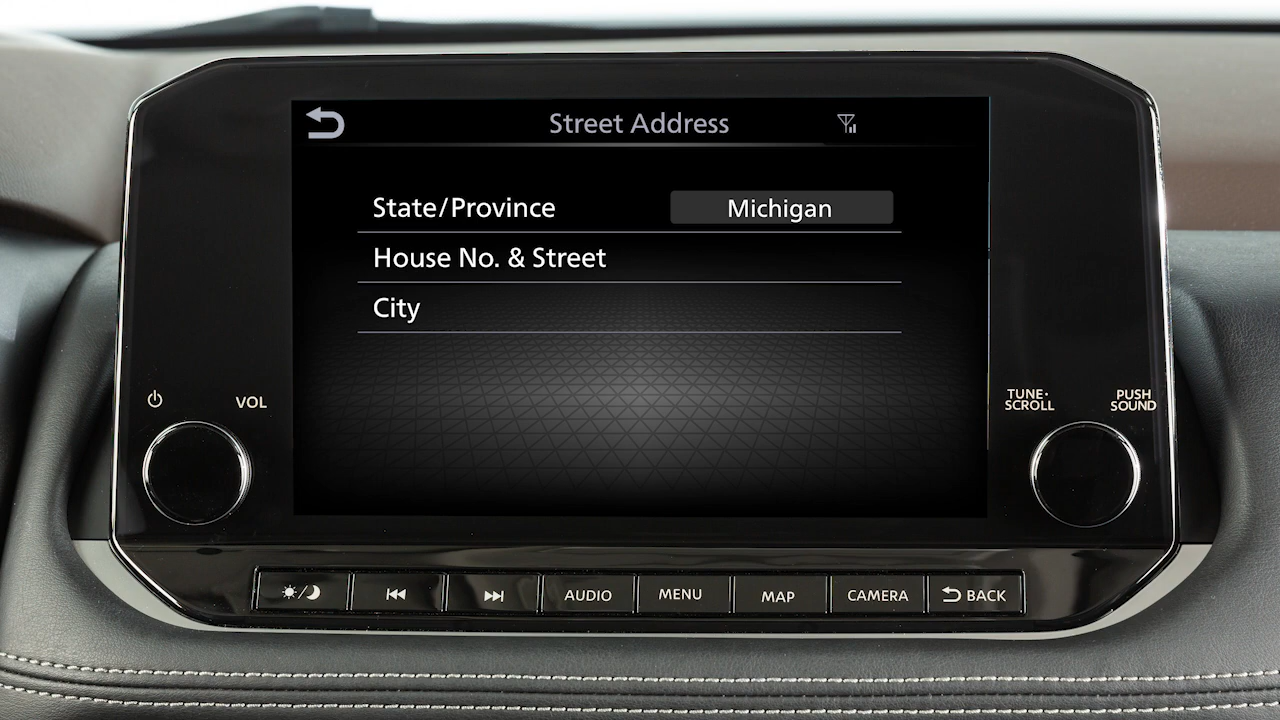 Street Address
State/Province Michigan
House No. & Street
City
VOL
TUNE·
SCROLL
PUSH
SOUND
AUDIO
MENU
MAP
CAMERA
BACK